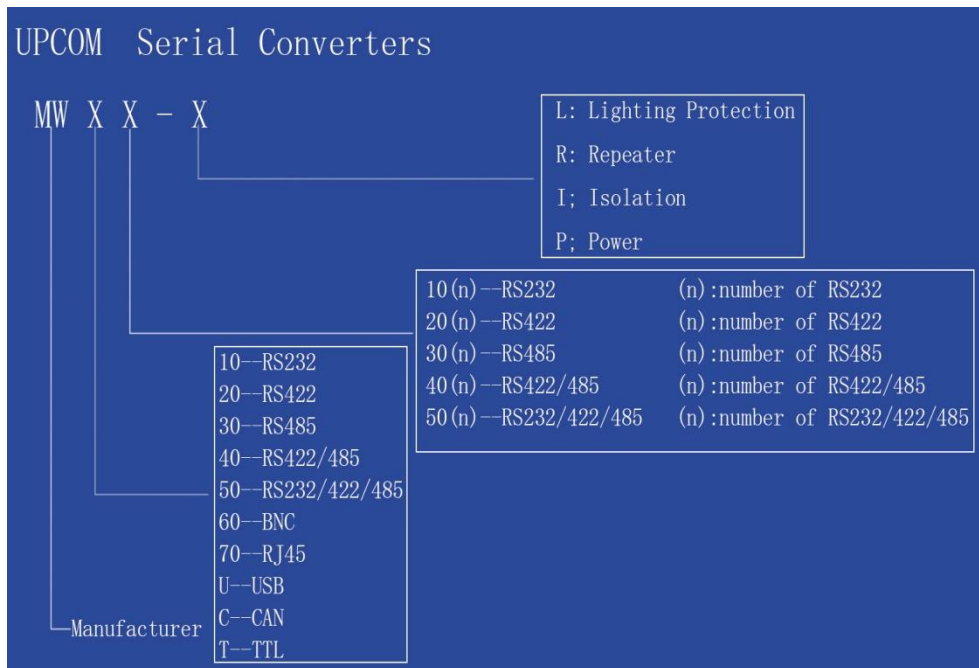 UPCOM Serial Converters
MW X X - X
L: Lighting Protection
R: Repeater
I; Isolation
P; Power
10(n)--RS232 (n):number of RS232
20(n)--RS422 (n):number of RS422
30(n)--RS485 (n):number of RS485
40(n)--RS422/485 (n):number of RS422/485
50(n)--RS232/422/485 (n):number of RS232/422/485
10--RS232
20--RS422
30--RS485
40--RS422/485
50--RS232/422/485
60--BNC
70--RJ45
U--USB
C--CAN
T--TTL
Manufacturer